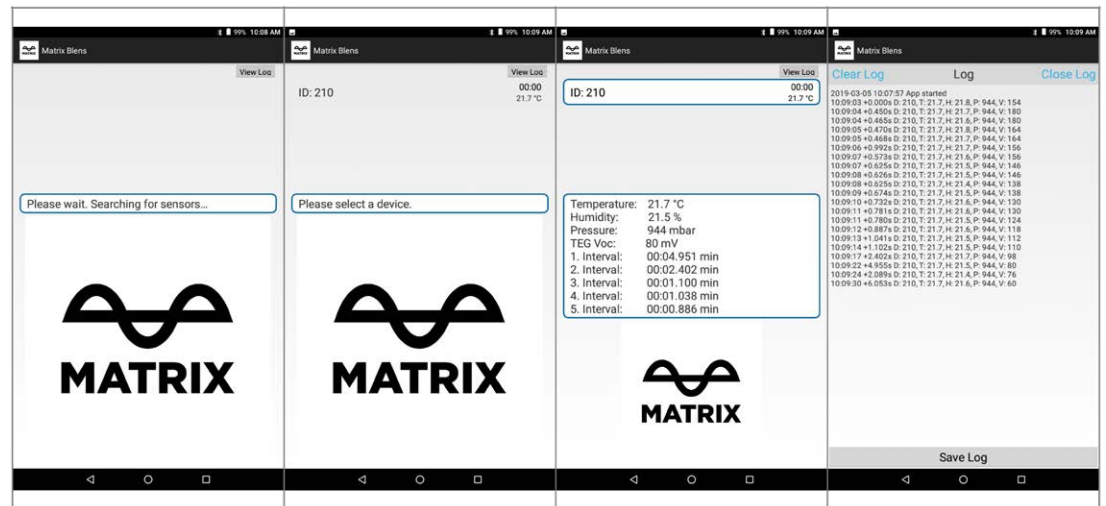 99% 10:08 AM
MATRIX
Matrix Blens
View Log
Please wait. Searching for sensors...
MATRIX
99% 10:09 AM
MATRIX
Matrix Blens
View Log
ID: 210
00:00
21.7 °C
Please select a device.
MATRIX
99% 10:09 AM
MATRIX
Matrix Blens
View Log
ID: 210
00:00
21.7 °C
Temperature: 21.7 °C
Humidity: 21.5 %
Pressure: 944 mbar
TEG Voc: 80 mV
1. Interval: 00:04.951 min
2. Interval: 00:02.402 min
3. Interval: 00:01.100 min
4. Interval: 00:01.038 min
5. Interval: 00:00.886 min
MATRIX
99% 10:09 AM
MATRIX
Matrix Blens
Clear Log Log Close Log
2019-03-05 10:07:57 App started
10:09:03 +0.000s D: 210, T: 21.7, H: 21.8, P: 944, V: 154
10:09:04 +0.450s D: 210, T: 21.7, H: 21.7, P: 944, V: 180
10:09:04 +0.465s D: 210, T: 21.7, H: 21.6, P: 944, V: 180
10:09:05 +0.470s D: 210, T: 21.7, H: 21.8, P: 944, V: 164
10:09:05 +0.468s D: 210, T: 21.7, H: 21.7, P: 944, V: 164
10:09:06 +0.992s D: 210, T: 21.7, H: 21.7, P: 944, V: 156
10:09:07 +0.573s D: 210, T: 21.7, H: 21.6, P: 944, V: 156
10:09:07 +0.625s D: 210, T: 21.7, H: 21.5, P: 944, V: 146
10:09:08 +0.626s D: 210, T: 21.7, H: 21.5, P: 944, V: 146
10:09:08 +0.625s D: 210, T: 21.7, H: 21.4, P: 944, V: 138
10:09:09 +0.674s D: 210, T: 21.7, H: 21.5, P: 944, V: 138
10:09:10 +0.732s D: 210, T: 21.7, H: 21.6, P: 944, V: 130
10:09:11 +0.781s D: 210, T: 21.7, H: 21.6, P: 944, V: 130
10:09:11 +0.780s D: 210, T: 21.7, H: 21.5, P: 944, V: 124
10:09:12 +0.887s D: 210, T: 21.7, H: 21.6, P: 944, V: 118
10:09:13 +1.041s D: 210, T: 21.7, H: 21.5, P: 944, V: 112
10:09:14 +1.102s D: 210, T: 21.7, H: 21.5, P: 944, V: 110
10:09:17 +2.402s D: 210, T: 21.7, H: 21.7, P: 944, V: 98
10:09:22 +4.955s D: 210, T: 21.7, H: 21.5, P: 944, V: 80
10:09:24 +2.089s D: 210, T: 21.7, H: 21.4, P: 944, V: 76
10:09:30 +6.053s D: 210, T: 21.7, H: 21.6, P: 944, V: 60
Save Log